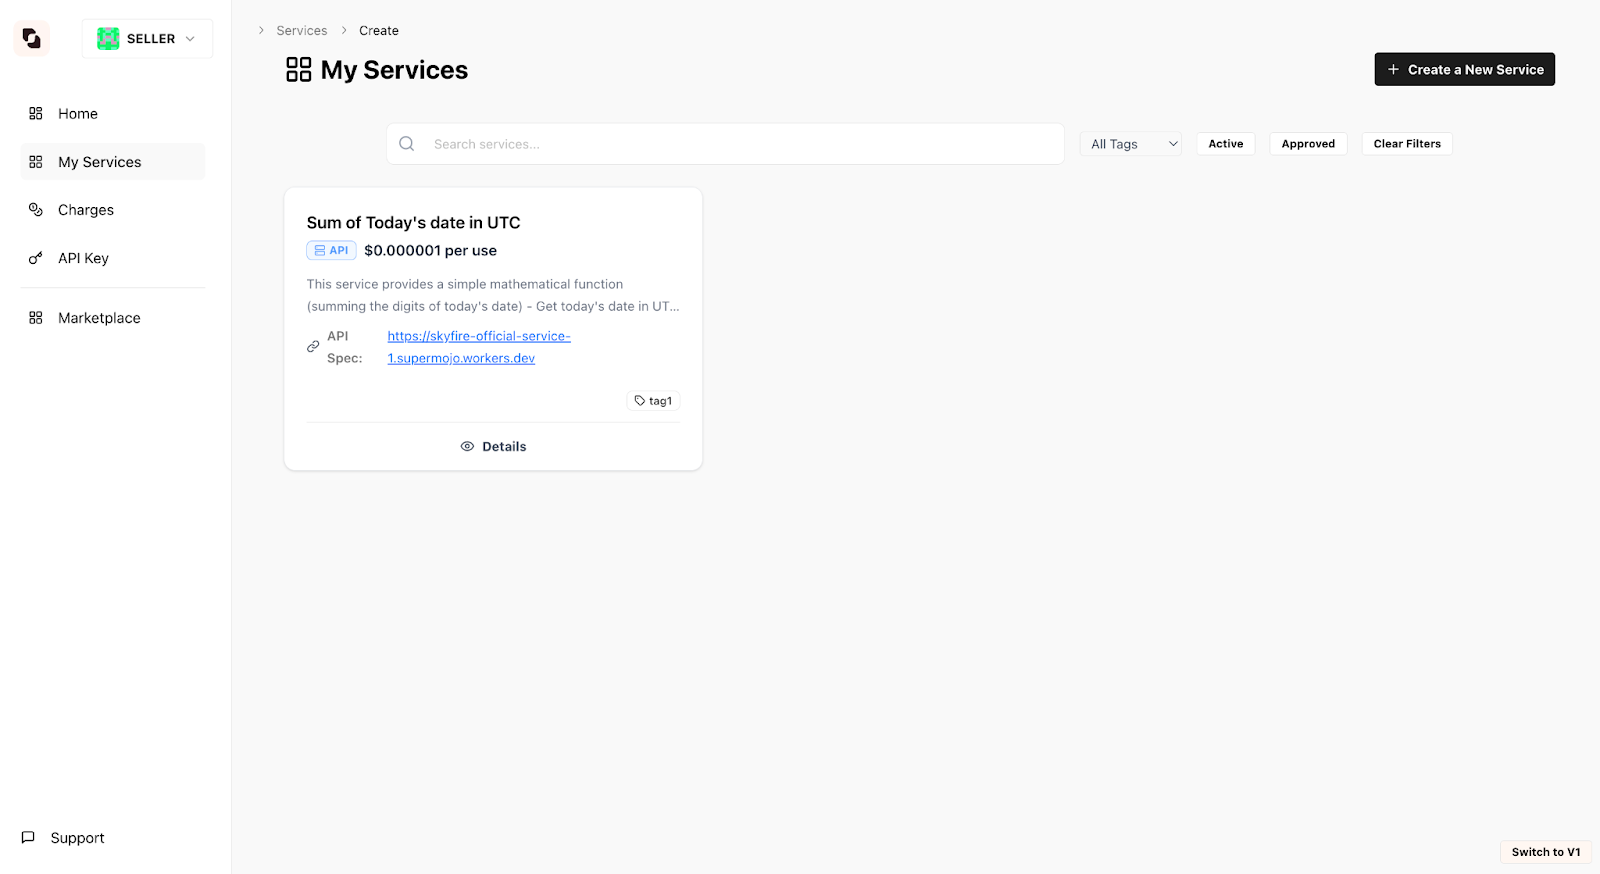 SELLER
Home
My Services
Charges
API Key
Marketplace
Support
Services
Create
My Services
+ Create a New Service
Search services...
All Tags
Active
Approved
Clear Filters
Sum of Today's date in UTC
API
$0.000001 per use
This service provides a simple mathematical function
(summing the digits of today's date) - Get today's date in UT...
API
Spec:
https://skyfire-official-service-
1.supermojo.workers.dev
tag1
Details
Switch to V1